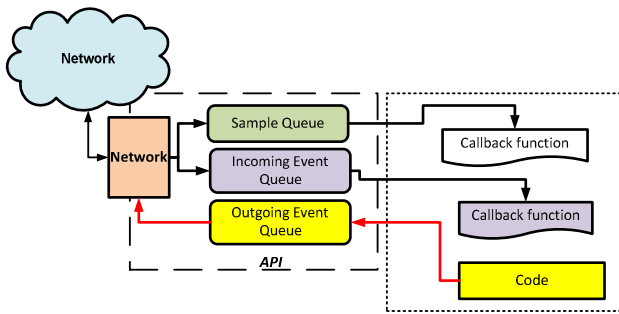 Network
Network
Sample Queue
Incoming Event
Queue
Outgoing Event
Queue
API
Callback function
Callback function
Code